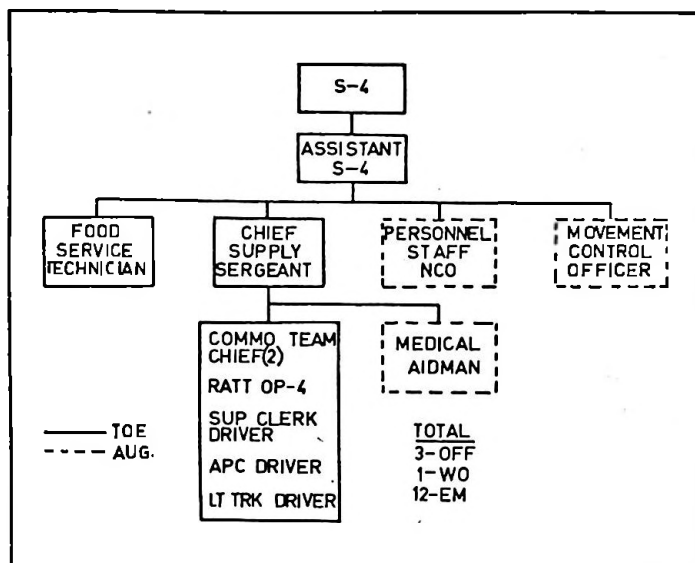 S-4
ASSISTANT
S-4
FOOD
SERVICE
TECHNICIAN
CHIEF
SUPPLY
SERGEANT
PERSONNEL
STAFF
NCO
MOVEMENT
CONTROL
OFFICER
COMMO TEAM
CHIEF(2)
RATT OP-4
SUP CLERK
DRIVER
APC DRIVER
LT TRK DRIVER
MEDICAL
AIDMAN
TOE
AUG.
TOTAL
3-OFF
1-WO
12-EM